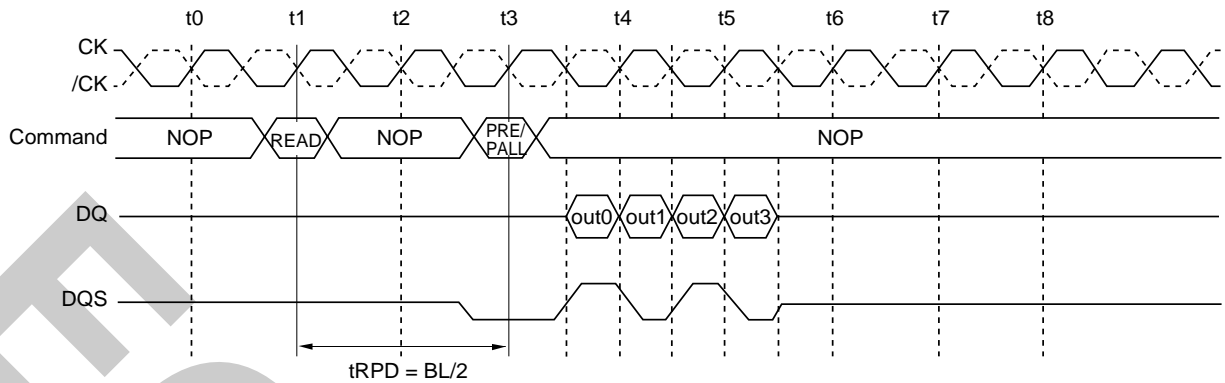 t0 t1 t2 t3 t4 t5 t6 t7 t8
CK
/CK
Command NOP READ NOP PRE/ PALL NOP
DQ out0 out1 out2 out3
DQS
tRPD = BL/2